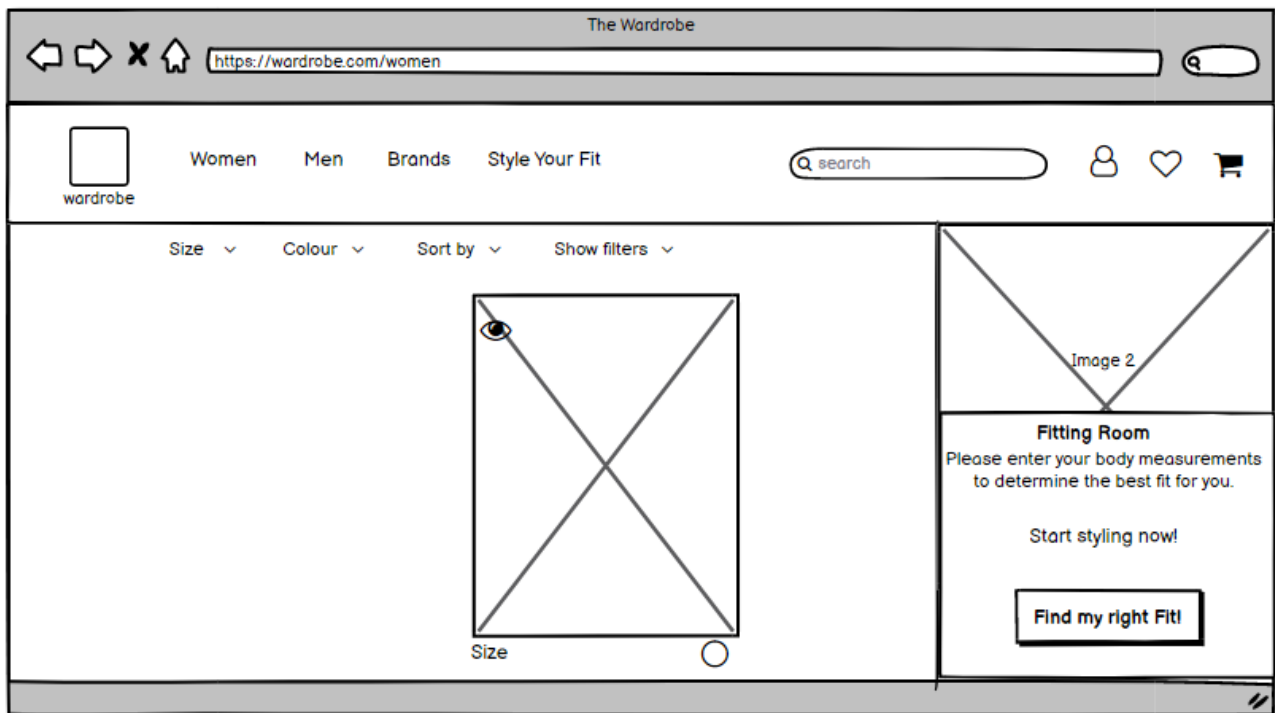 The Wardrobe
https://wardrobe.com/women
wardrobe
Women Men Brands Style Your Fit
search
Size Colour Sort by Show filters
Image 2
Fitting Room
Please enter your body measurements
to determine the best fit for you.
Start styling now!
Find my right Fit!
Size